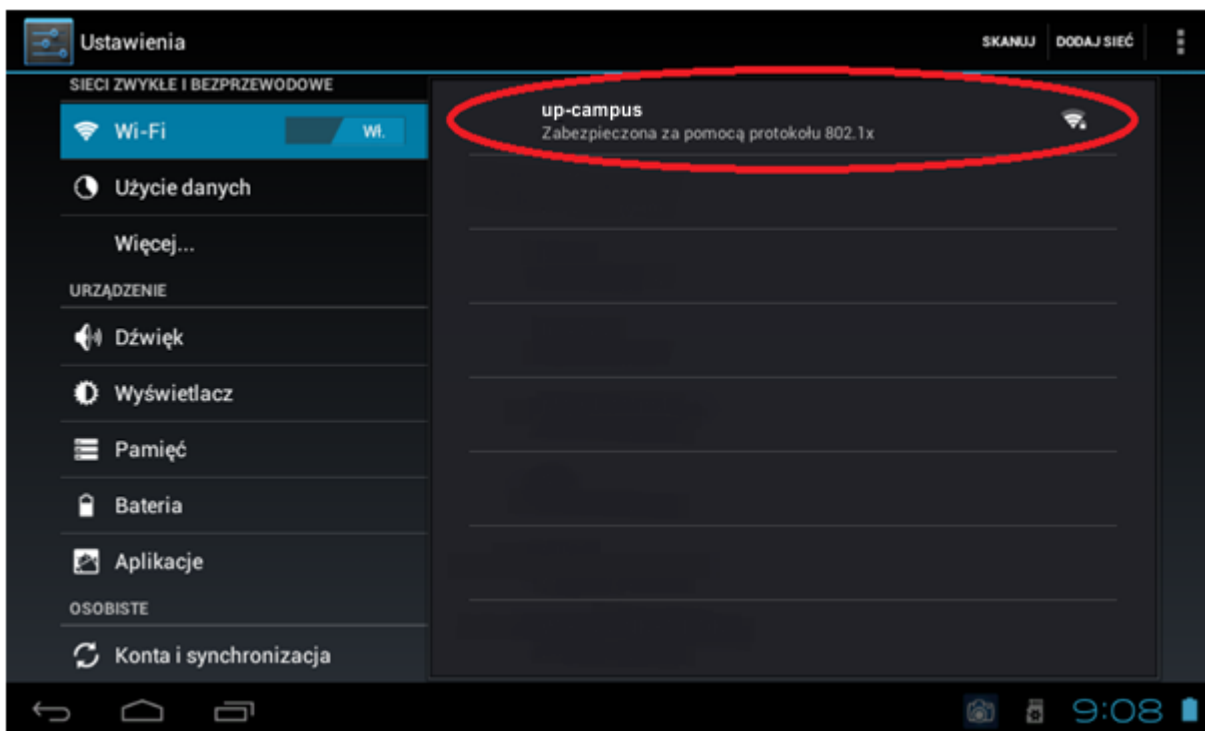 Ustawienia
SKANUJ
DODAJ SIEĆ
SIECI ZWYKŁE I BEZPRZEWODOWE
Wi-Fi
WŁ.
Użycie danych
Więcej...
URZĄDZENIE
Dźwięk
Wyświetlacz
Pamięć
Bateria
Aplikacje
OSOBISTE
Konta i synchronizacja
up-campus
Zabezpieczona za pomocą protokołu 802.1x
9:08